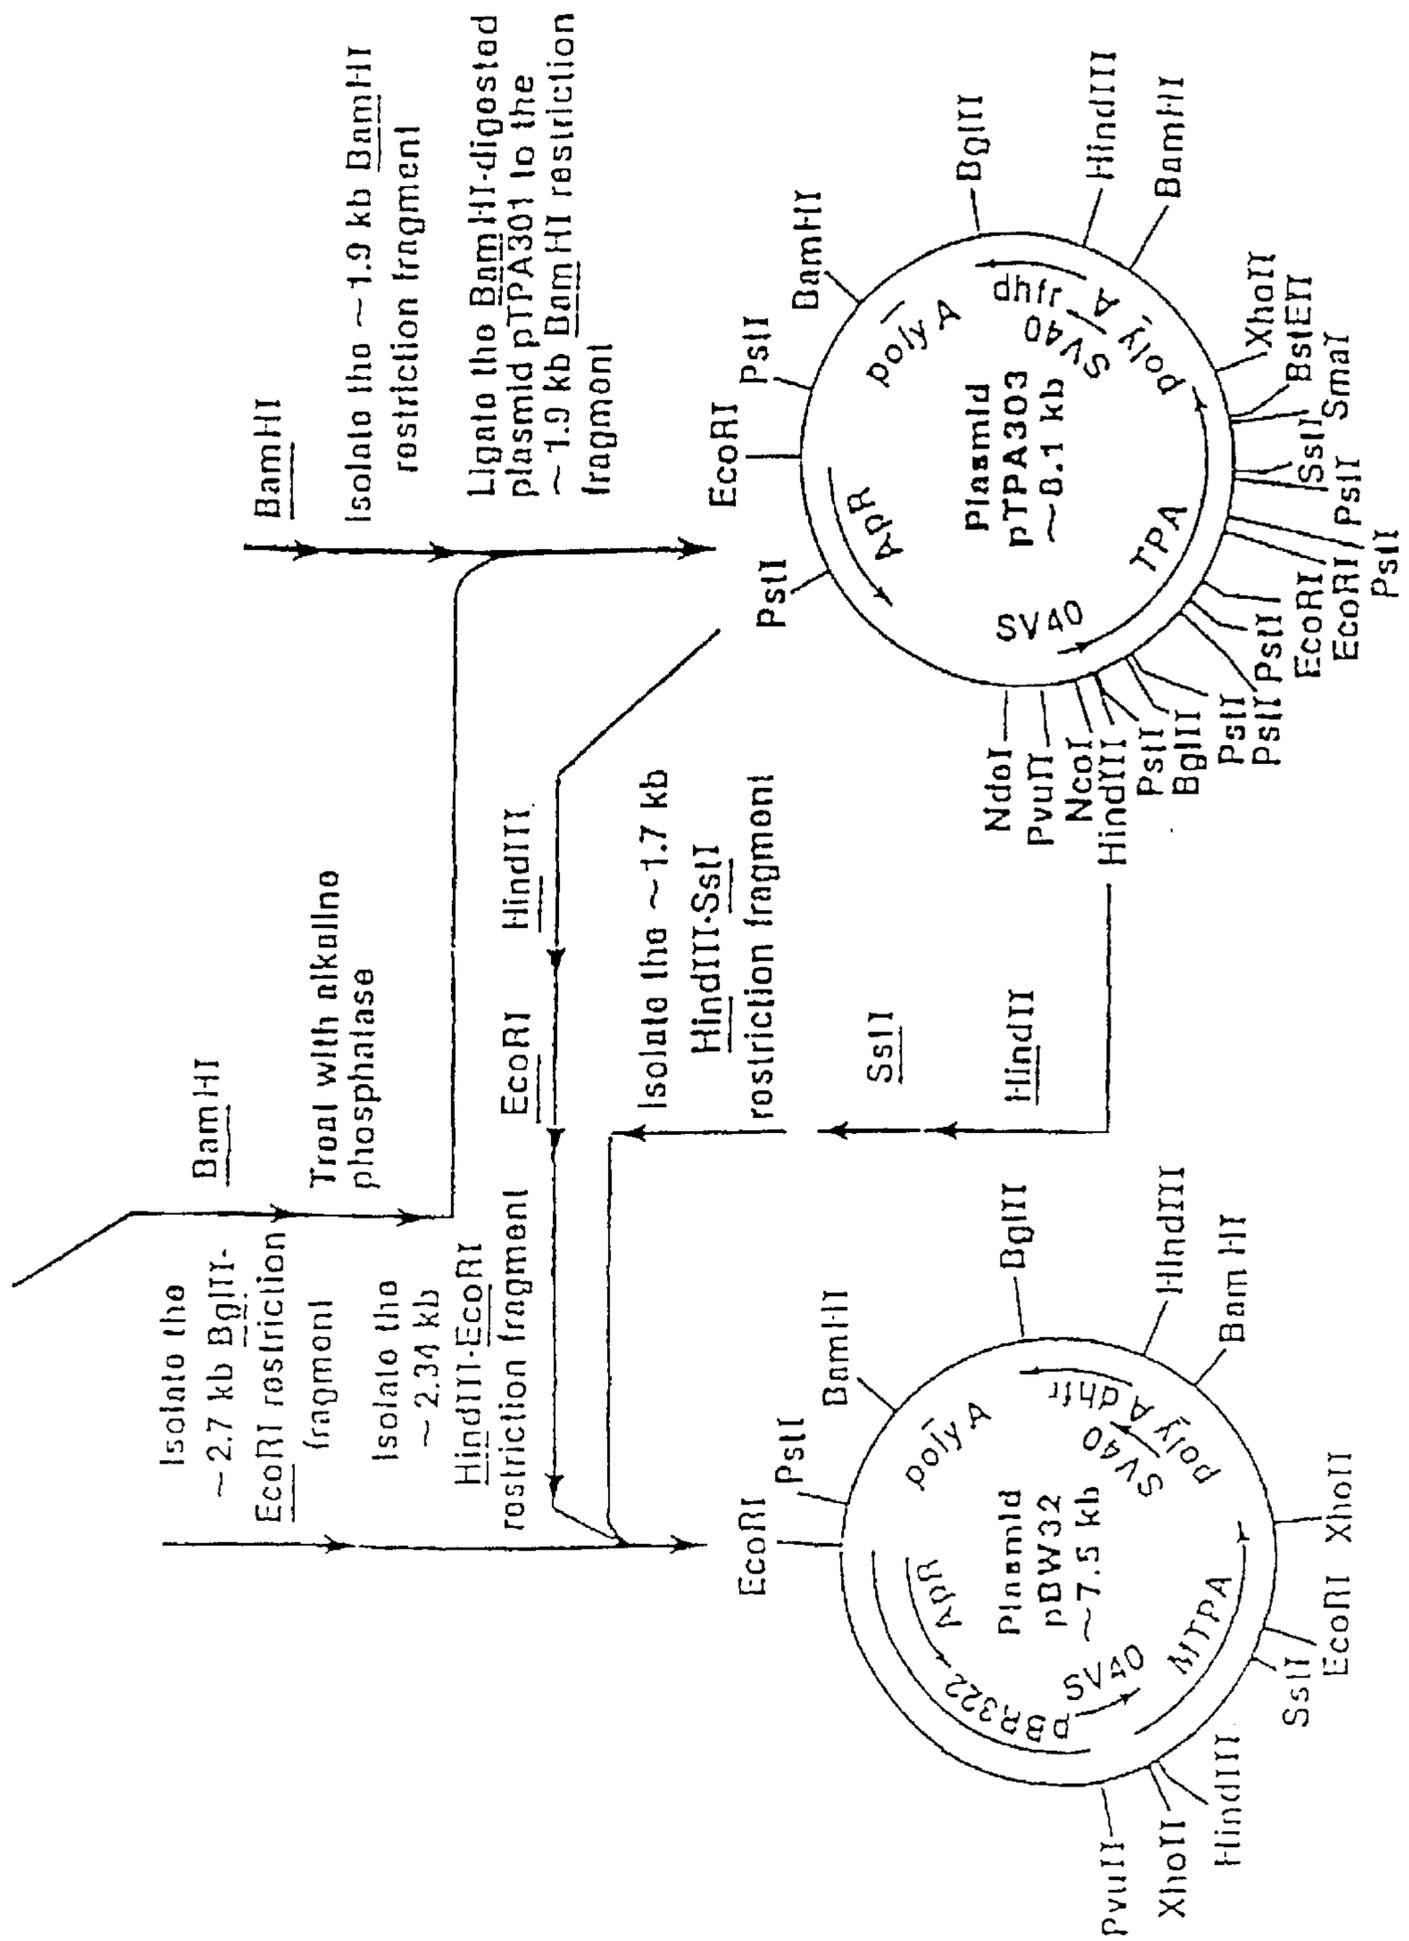 BamHI
Isolate the ~1.9 kb BamHI
restriction fragment
Ligate the BamHI-digested
plasmid pTPA301 to the
~1.9 kb BamHI restriction
fragment
BamHI
Treat with alkaline
phosphatase
Isolate the
~2.7 kb BglII-
EcoRI restriction
fragment
Isolate the
~2.34 kb
HindIII-EcoRI
restriction fragment
EcoRI
HindIII
Isolate the ~1.7 kb
HindIII-SstI
restriction fragment
SstI
HindII
EcoRI
PstI
BamHI
BglII
HindIII
BamHI
XhoII
BstEII
SmaI
SstI
PstI
PstI
EcoRI
EcoRI
PstI
PstI
PstI
BglII
PstI
HindIII
NcoI
PvuII
NdeI
PstI
ApR
poly A
dhfr
SV40
poly A
TPA
SV40
Plasmid
pTPA303
~8.1 kb
EcoRI
PstI
BamHI
BglII
HindIII
Bam HI
XhoII
EcoRI
SstI
HindIII
XhoII
PvuII
ApR
pBR322
poly A
dhfr
SV40
poly A
MTPA
SV40
Plasmid
pBW32
~7.5 kb